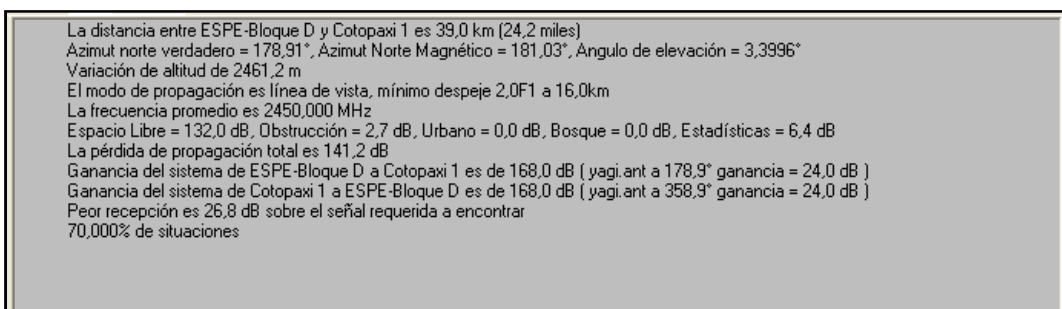 La distancia entre ESPE-Bloque D y Cotopaxi 1 es 39,0 km (24,2 miles)
Azimut norte verdadero = 178,91°, Azimut Norte Magnético = 181,03°, Angulo de elevación = 3,3996°
Variación de altitud de 2461,2 m
El modo de propagación es línea de vista, mínimo despeje 2,0F1 a 16,0km
La frecuencia promedio es 2450,000 MHz
Espacio Libre = 132,0 dB, Obstrucción = 2,7 dB, Urbano = 0,0 dB, Bosque = 0,0 dB, Estadísticas = 6,4 dB
La pérdida de propagación total es 141,2 dB
Ganancia del sistema de ESPE-Bloque D a Cotopaxi 1 es de 168,0 dB ( yagi.ant a 178,9° ganancia = 24,0 dB )
Ganancia del sistema de Cotopaxi 1 a ESPE-Bloque D es de 168,0 dB ( yagi.ant a 358,9° ganancia = 24,0 dB )
Peor recepción es 26,8 dB sobre el señal requerida a encontrar
70,000% de situaciones